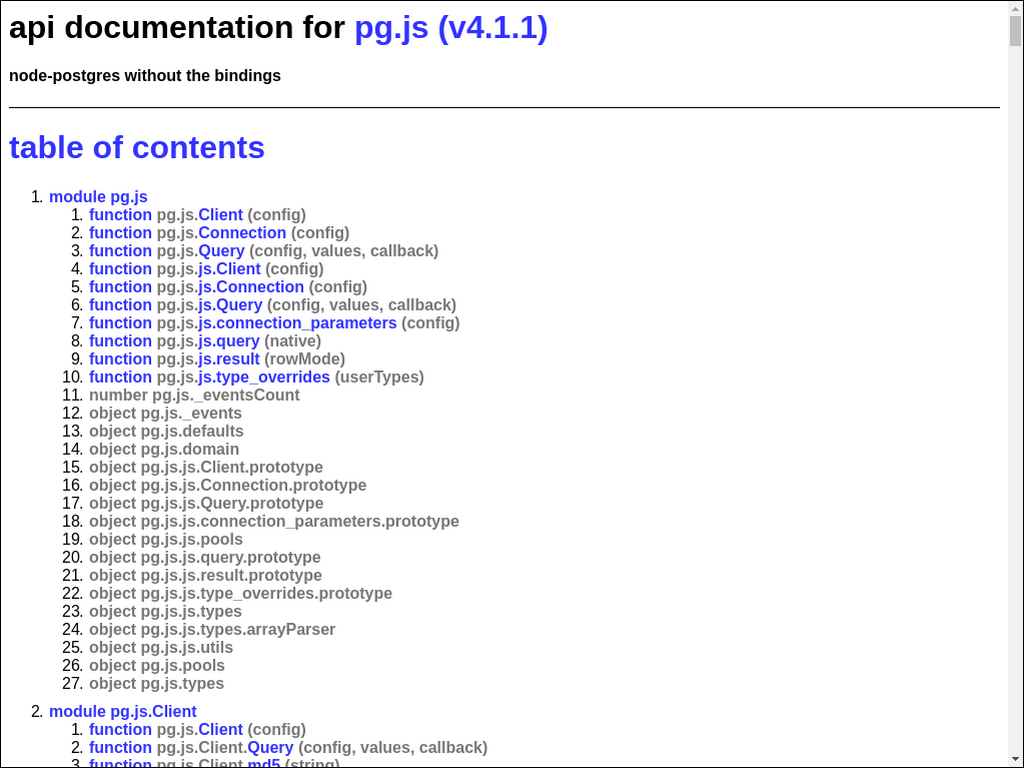 api documentation for pg.js (v4.1.1)
node-postgres without the bindings
table of contents
1. module pg.js
1. function pg.js.Client (config)
2. function pg.js.Connection (config)
3. function pg.js.Query (config, values, callback)
4. function pg.js.js.Client (config)
5. function pg.js.js.Connection (config)
6. function pg.js.js.Query (config, values, callback)
7. function pg.js.js.connection_parameters (config)
8. function pg.js.js.query (native)
9. function pg.js.js.result (rowMode)
10. function pg.js.js.type_overrides (userTypes)
11. number pg.js._eventsCount
12. object pg.js._events
13. object pg.js.defaults
14. object pg.js.domain
15. object pg.js.js.Client.prototype
16. object pg.js.js.Connection.prototype
17. object pg.js.js.Query.prototype
18. object pg.js.js.connection_parameters.prototype
19. object pg.js.js.pools
20. object pg.js.js.query.prototype
21. object pg.js.js.result.prototype
22. object pg.js.js.type_overrides.prototype
23. object pg.js.js.types
24. object pg.js.js.types.arrayParser
25. object pg.js.js.utils
26. object pg.js.pools
27. object pg.js.types
2. module pg.js.Client
1. function pg.js.Client (config)
2. function pg.js.Client.Query (config, values, callback)
3. function pg.js.Client.md5 (string)